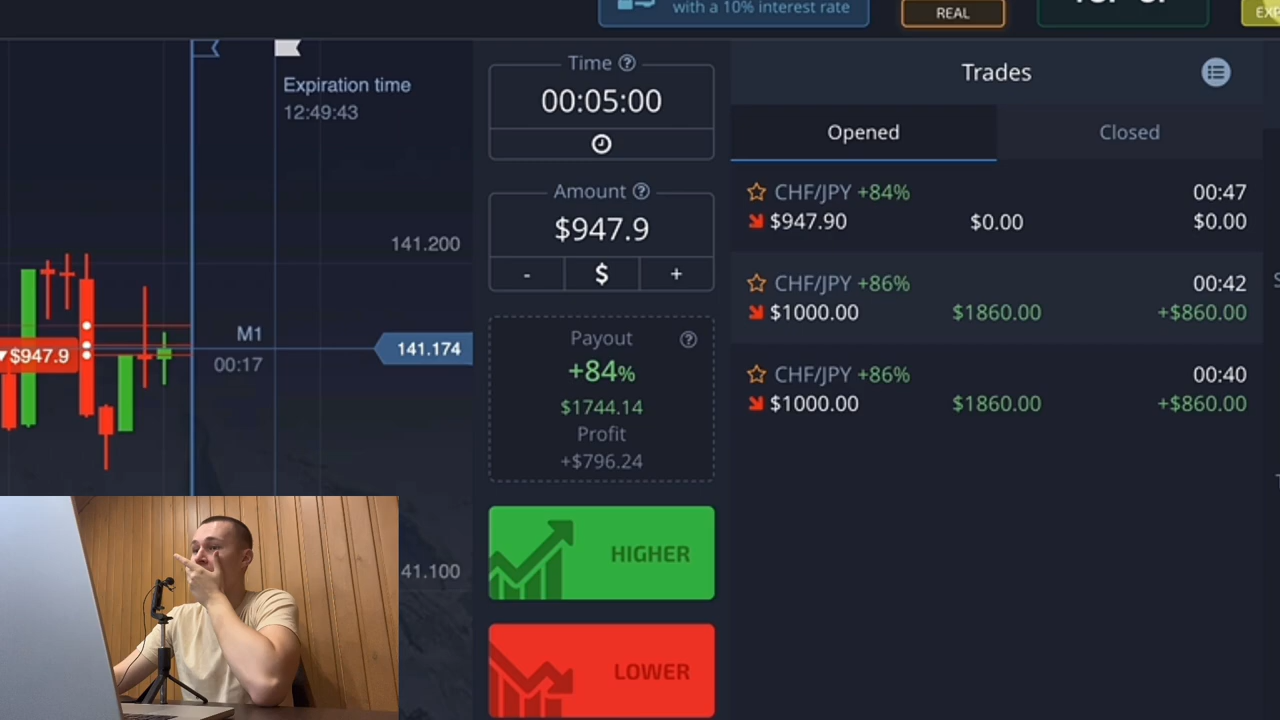 with a 10% interest rate
REAL
Expiration time
12:49:43
141.200
M1
00:17
141.174
$947.9
41.100
Time
00:05:00
Amount
$947.9
- $ +
Payout
+84%
$1744.14
Profit
+$796.24
HIGHER
LOWER
Trades
Opened Closed
CHF/JPY +84% 00:47
$947.90 $0.00 $0.00
CHF/JPY +86% 00:42
$1000.00 $1860.00 +$860.00
CHF/JPY +86% 00:40
$1000.00 $1860.00 +$860.00